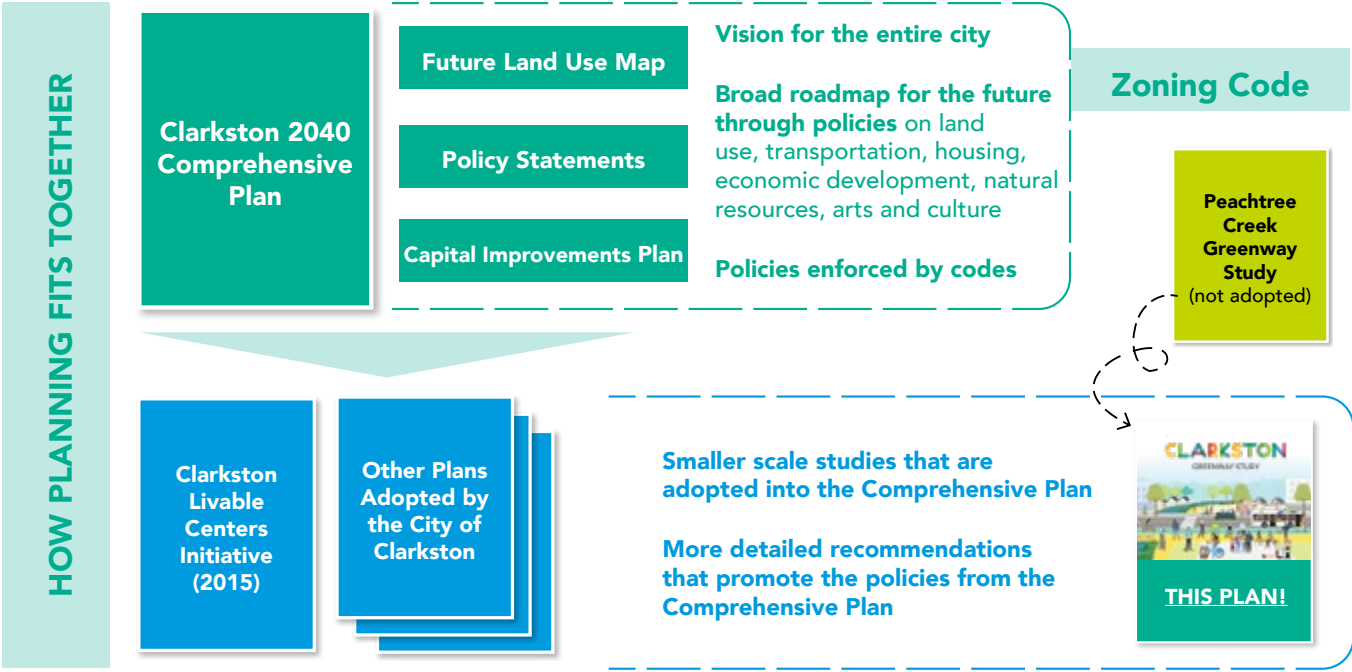 HOW PLANNING FITS TOGETHER
Clarkston 2040
Comprehensive
Plan
Future Land Use Map
Policy Statements
Capital Improvements Plan
Vision for the entire city
Broad roadmap for the future
through policies on land
use, transportation, housing,
economic development, natural
resources, arts and culture
Policies enforced by codes
Zoning Code
Peachtree
Creek
Greenway
Study
(not adopted)
Clarkston
Livable
Centers
Initiative
(2015)
Other Plans
Adopted by
the City of
Clarkston
Smaller scale studies that are
adopted into the Comprehensive Plan
More detailed recommendations
that promote the policies from the
Comprehensive Plan
CLARKSTON
GREENWAY STUDY
THIS PLAN!